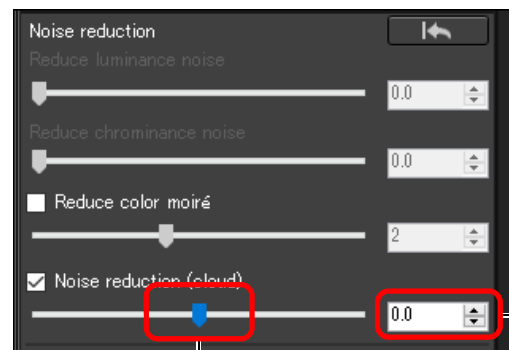 Noise reduction
Reduce luminance noise
0.0
Reduce chrominance noise
0.0
Reduce color moiré
2
Noise reduction (cloud)
0.0